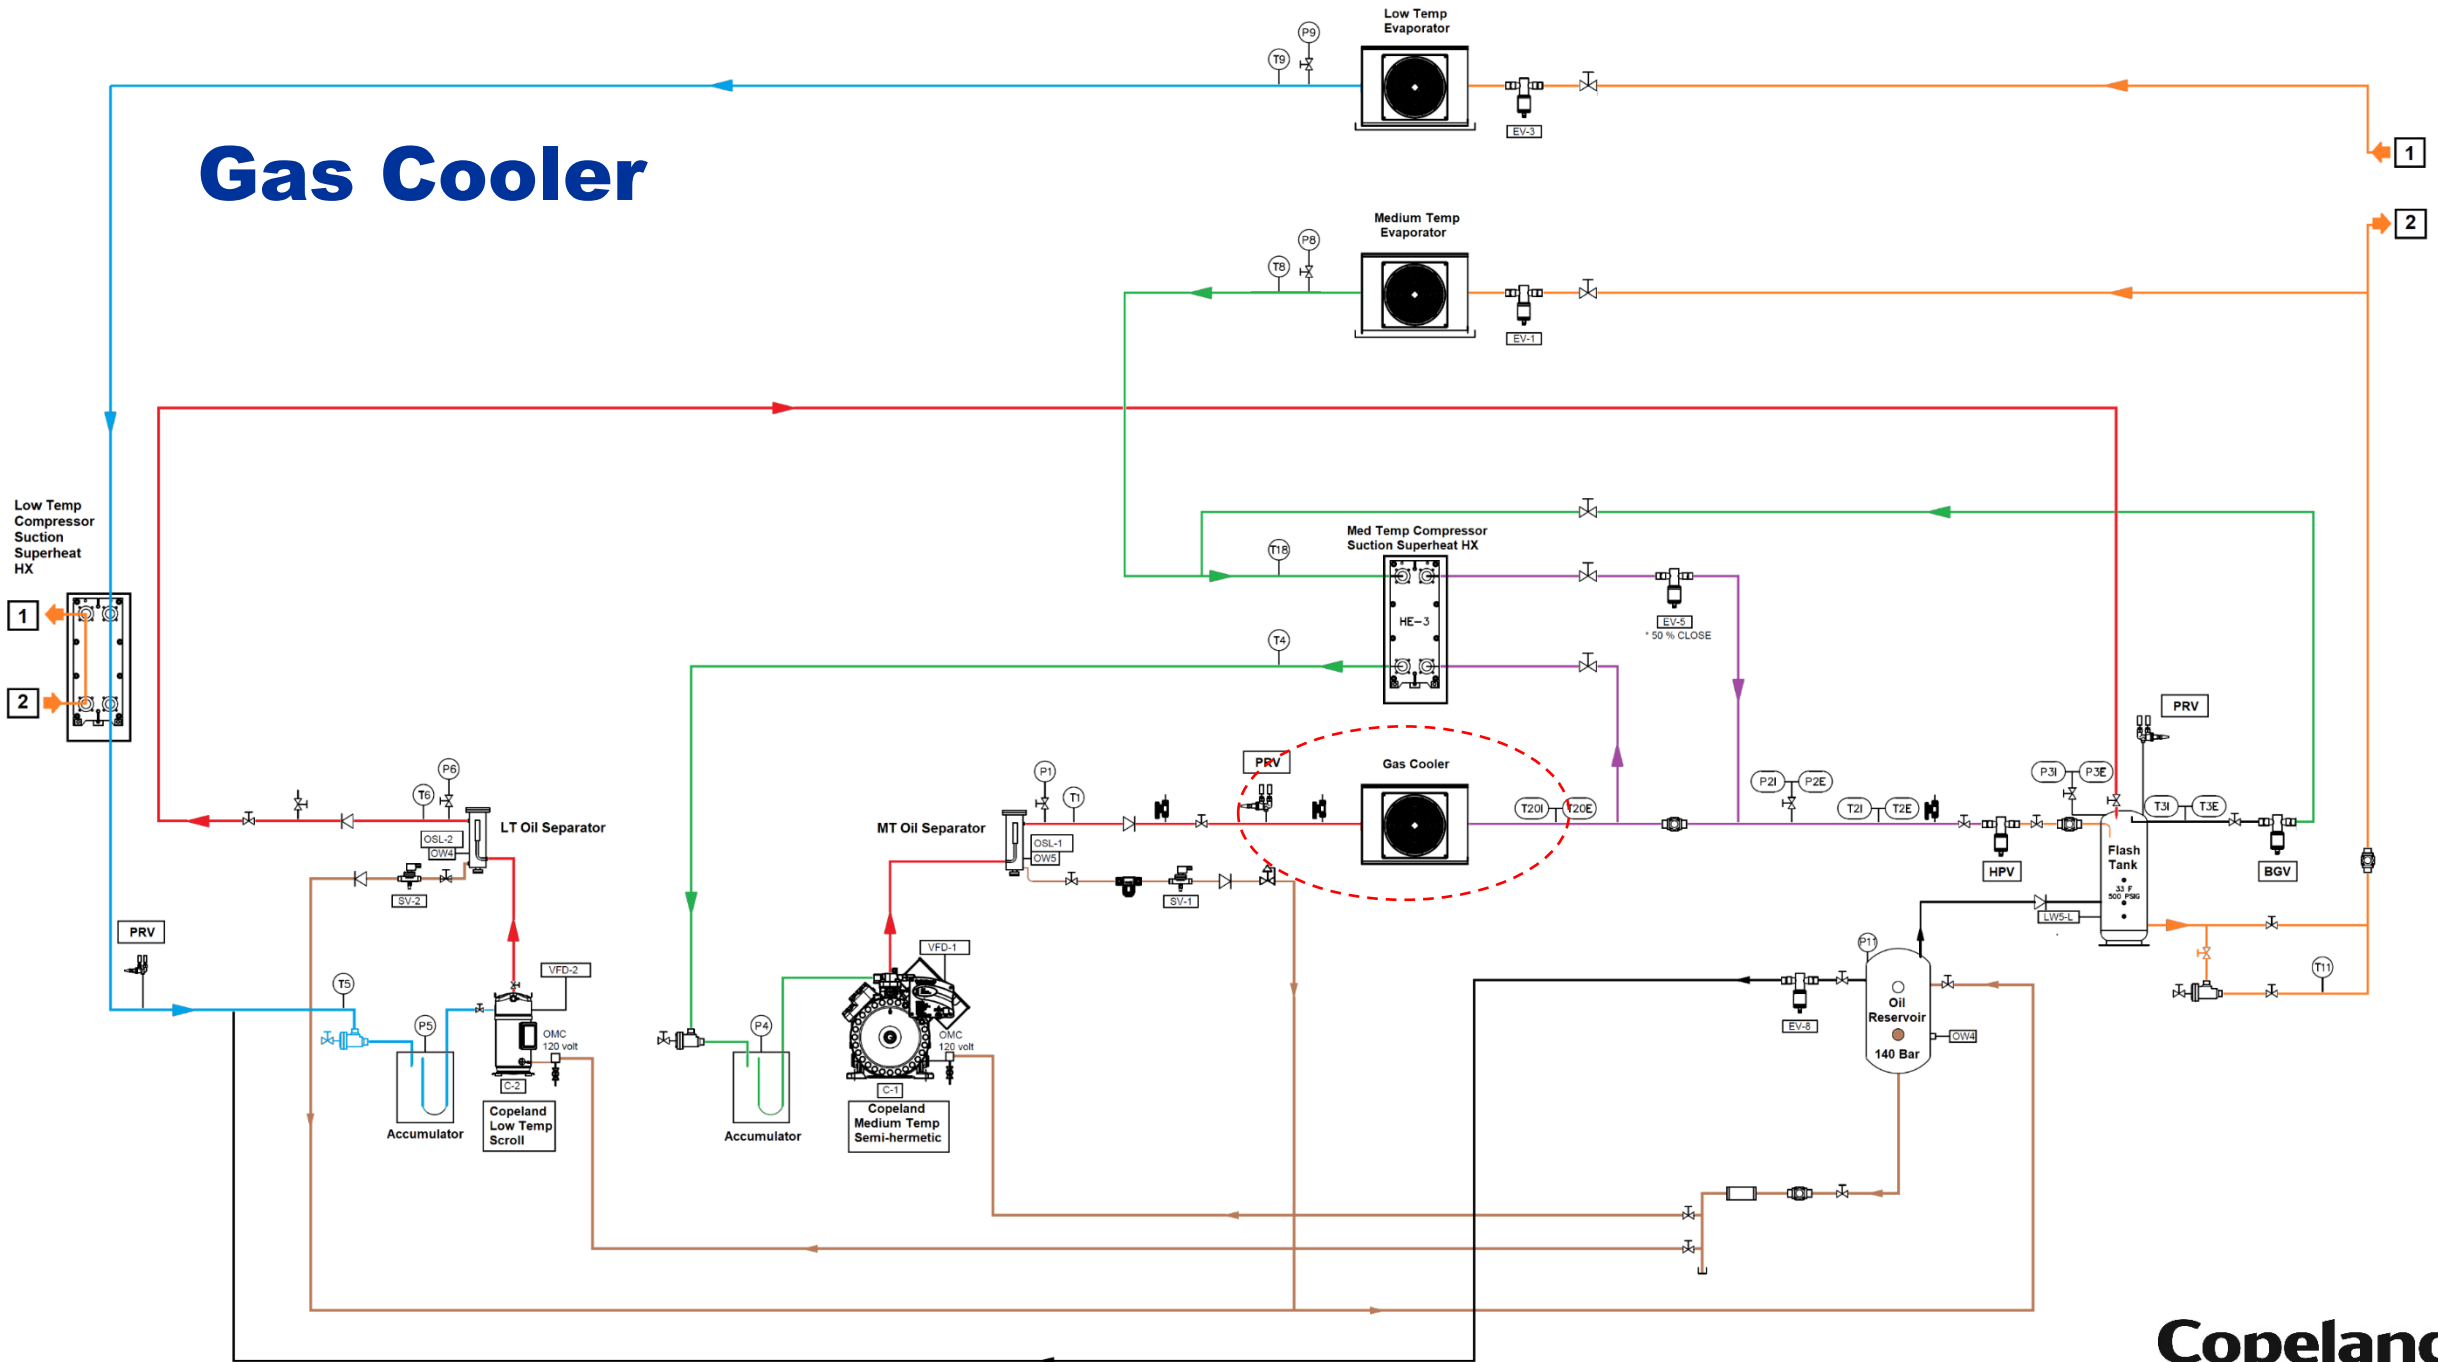 Low Temp
Evaporator
P9
T9
EV-3
1
Gas Cooler
2
Medium Temp
Evaporator
P8
T8
EV-1
Low Temp
Compressor
Suction
Superheat
HX
Med Temp Compressor
Suction Superheat HX
T18
EV-5
* 50 % CLOSE
HE-3
1
T4
2
PRV
PRV
Gas Cooler
P6
T6
P1
T1
P2I
P2E
P3I
P3E
T20I
T20E
T2I
T2E
T3I
T3E
LT Oil Separator
MT Oil Separator
OSL-2
OW4
OSL-1
OW5
SV-2
SV-1
HPV
Flash
Tank
33 F
500 PSIG
BGV
LW5-L
PRV
VFD-2
VFD-1
P11
T11
T5
P5
P4
OMC
120 volt
OMC
120 volt
EV-8
Oil
Reservoir
140 Bar
OW4
C-2
C-1
Accumulator
Copeland
Low Temp
Scroll
Accumulator
Copeland
Medium Temp
Semi-hermetic
Copeland